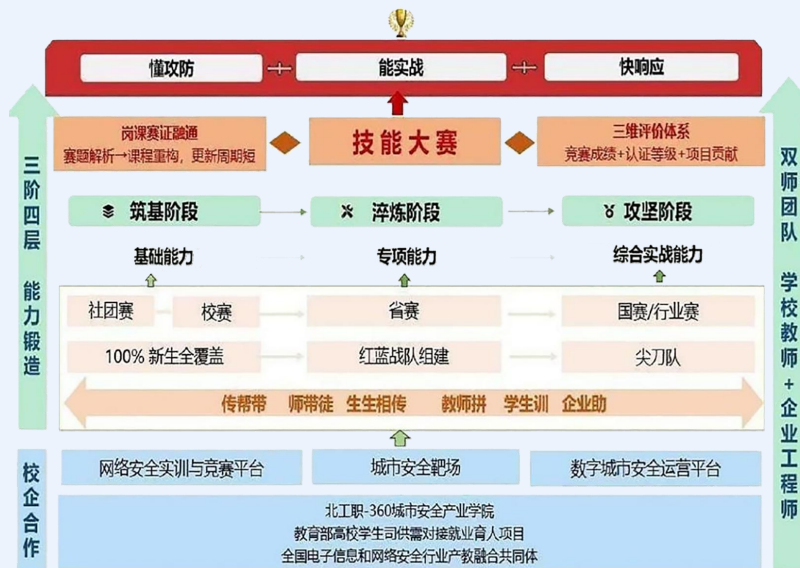 懂攻防
能实战
快响应
岗课赛证融通
赛题解析→课程重构，更新周期短
技能大赛
三维评价体系
竞赛成绩+认证等级+项目贡献
三阶四层 能力锻造
筑基阶段
淬炼阶段
攻坚阶段
基础能力
专项能力
综合实战能力
社团赛
校赛
省赛
国赛/行业赛
100% 新生全覆盖
红蓝战队组建
尖刀队
传帮带 师带徒 生生相传 教师拼 学生训 企业助
双师团队 学校教师+企业工程师
校企合作
网络安全实训与竞赛平台
城市安全靶场
数字城市安全运营平台
北工职-360城市安全产业学院
教育部高校学生司供需对接就业育人项目
全国电子信息和网络安全行业产教融合共同体